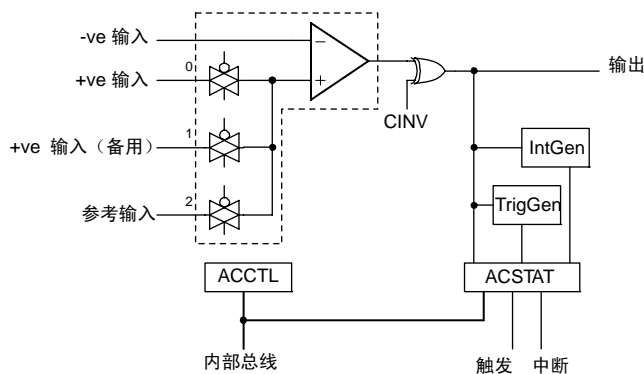 -ve 输入
0
+ve 输入
−
+
输出
CINV
1
+ve 输入（备用）
IntGen
2
参考输入
TrigGen
ACCTL
ACSTAT
内部总线
触发
中断